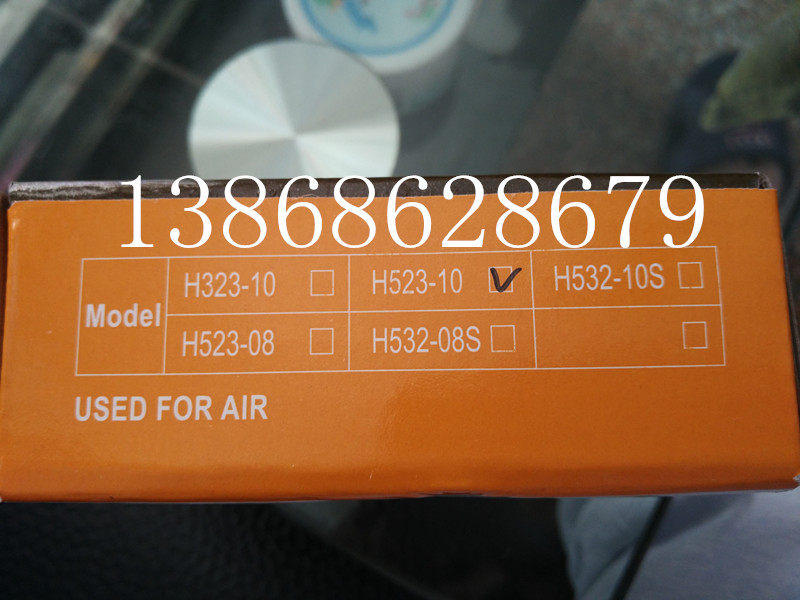 13868628679
Model
H323-10 H523-10 H532-10S
H523-08 H532-08S
USED FOR AIR